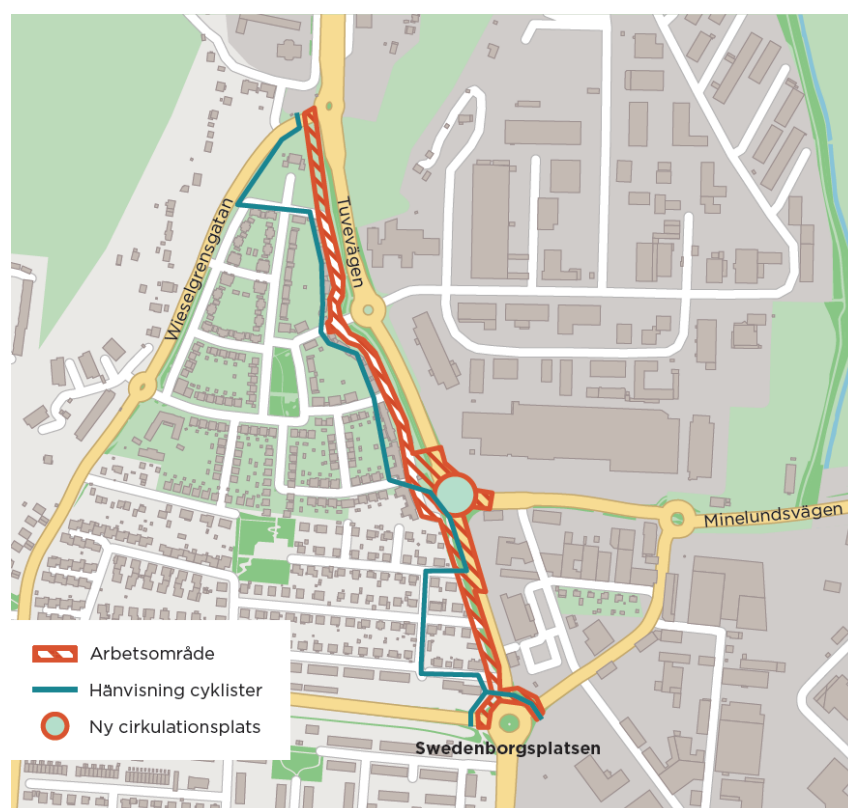 Wieselgrensgatan
Tuvevägen
Minelundsvägen
Arbetsområde
Hänvisning cyklister
Ny cirkulationsplats
Swedenborgsplatsen